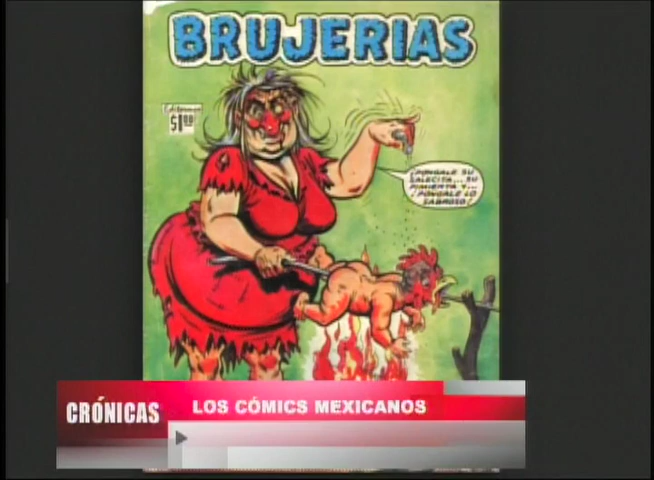 BRUJERIAS
$1.00
¡PONGALE SU
SALECITA... SU
PIMIENTA Y...
¡PONGALE LO
SABROSO!
CRÓNICAS
LOS CÓMICS MEXICANOS